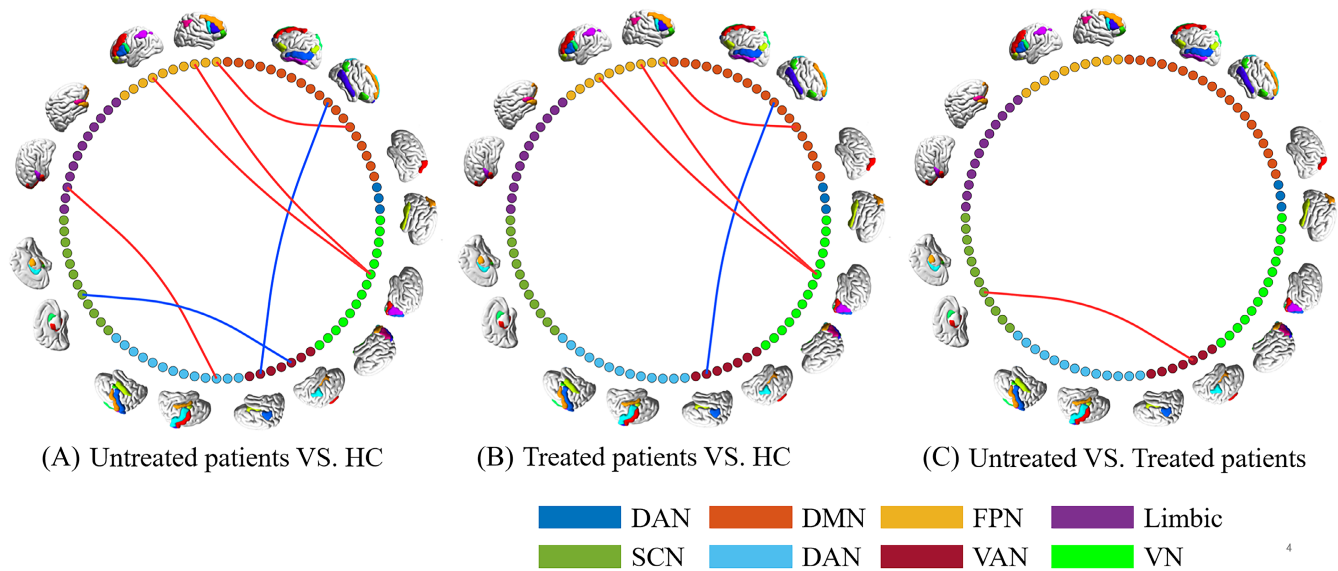 (A) Untreated patients VS. HC
(B) Treated patients VS. HC
(C) Untreated VS. Treated patients
DAN DMN FPN Limbic
SCN DAN VAN VN
4